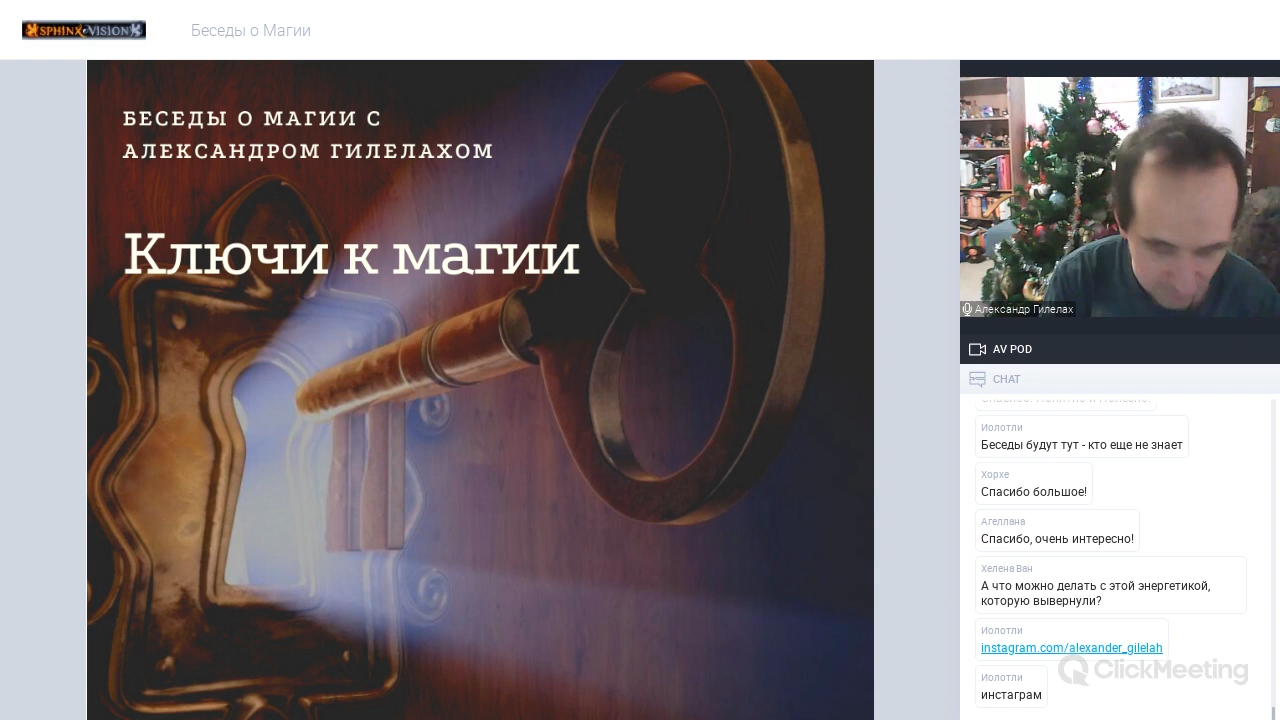 SPHINX VISION
Беседы о Магии
БЕСЕДЫ О МАГИИ С
АЛЕКСАНДРОМ ГИЛЕЛАХОМ
Ключи к магии
Александр Гилелах
AV POD
CHAT
Иолотли
Беседы будут тут - кто еще не знает
Хорхе
Спасибо большое!
Агеллана
Спасибо, очень интересно!
Хелена Ван
А что можно делать с этой энергетикой,
которую вывернули?
Иолотли
instagram.com/alexander_gilelah
ClickMeeting
Иолотли
инстаграм